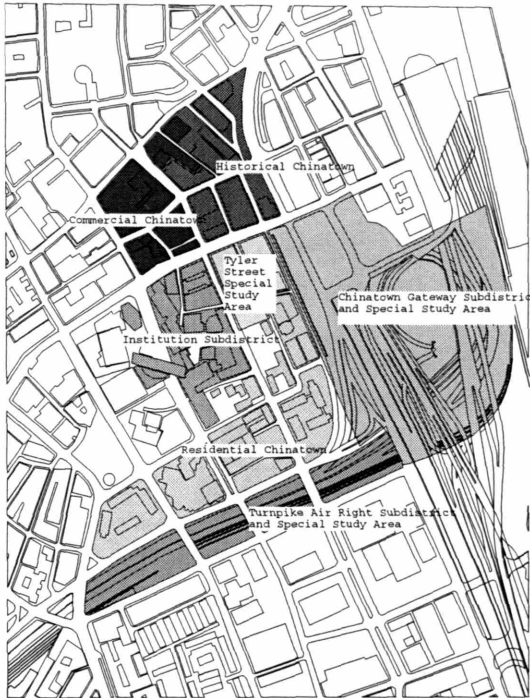 Historical Chinatown
Commercial Chinatown
Tyler
Street
Special
Study
Area
Chinatown Gateway Subdistric
and Special Study Area
Institution Subdistrict
Residential Chinatown
Turnpike Air Right Subdistrict
and Special Study Area